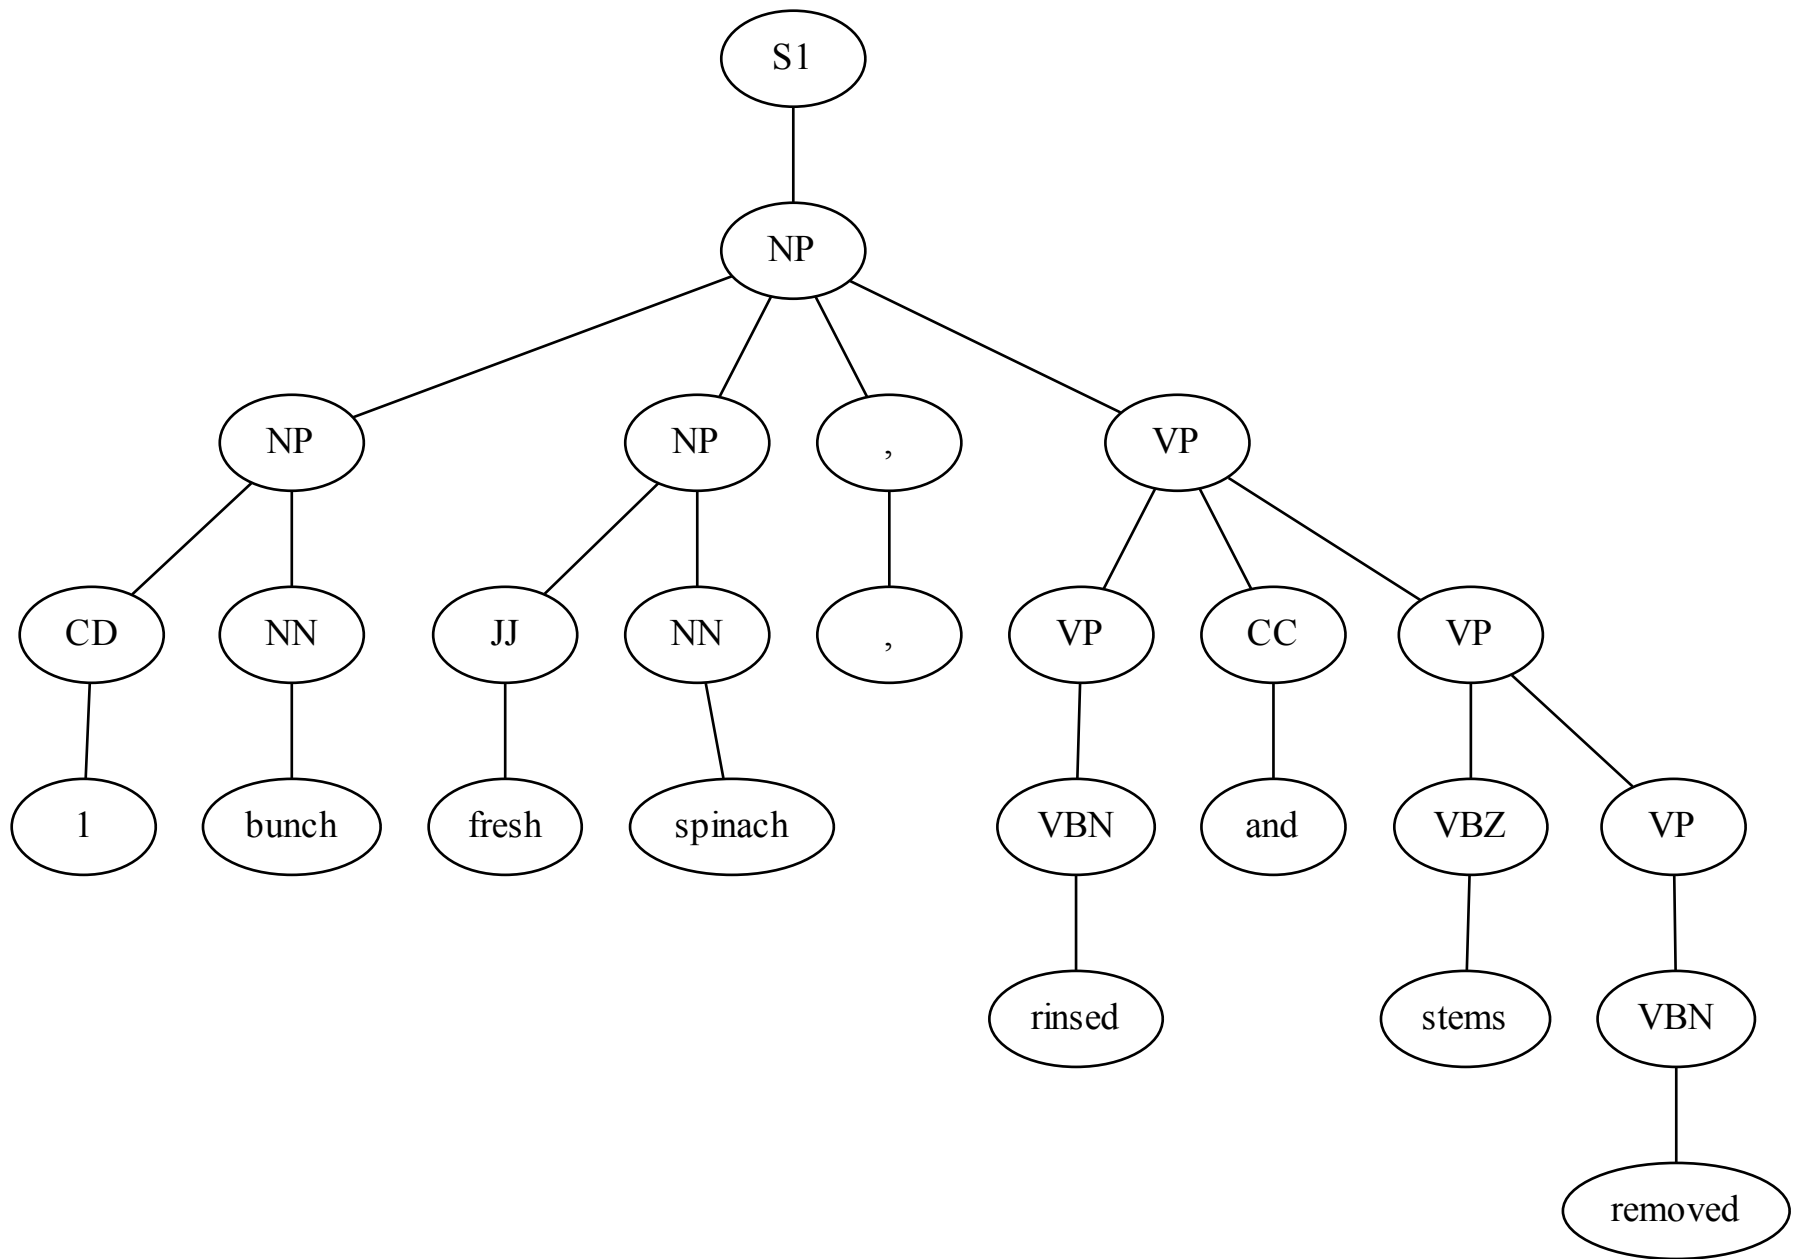 S1
NP
NP NP , VP
CD NN JJ NN , VP CC VP
1 bunch fresh spinach VBN and VBZ VP
rinsed stems VBN
removed